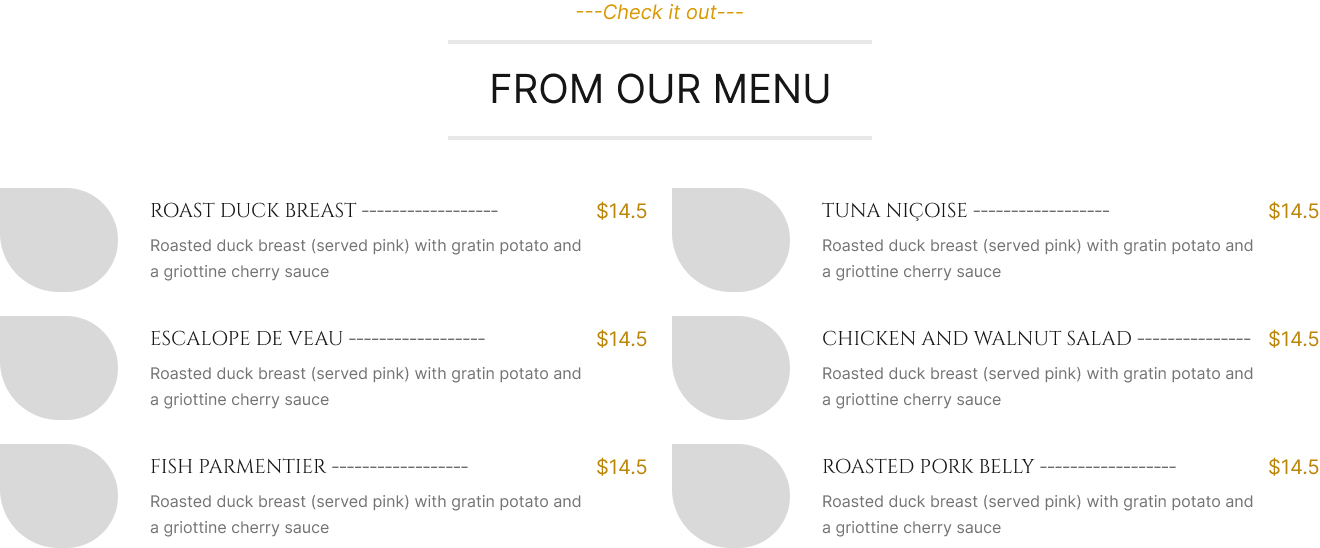 ---Check it out---
FROM OUR MENU
ROAST DUCK BREAST ------------------ $14.5
Roasted duck breast (served pink) with gratin potato and
a griottine cherry sauce
ESCALOPE DE VEAU ------------------ $14.5
Roasted duck breast (served pink) with gratin potato and
a griottine cherry sauce
FISH PARMENTIER ------------------ $14.5
Roasted duck breast (served pink) with gratin potato and
a griottine cherry sauce
TUNA NIÇOISE ------------------ $14.5
Roasted duck breast (served pink) with gratin potato and
a griottine cherry sauce
CHICKEN AND WALNUT SALAD --------------- $14.5
Roasted duck breast (served pink) with gratin potato and
a griottine cherry sauce
ROASTED PORK BELLY ------------------ $14.5
Roasted duck breast (served pink) with gratin potato and
a griottine cherry sauce